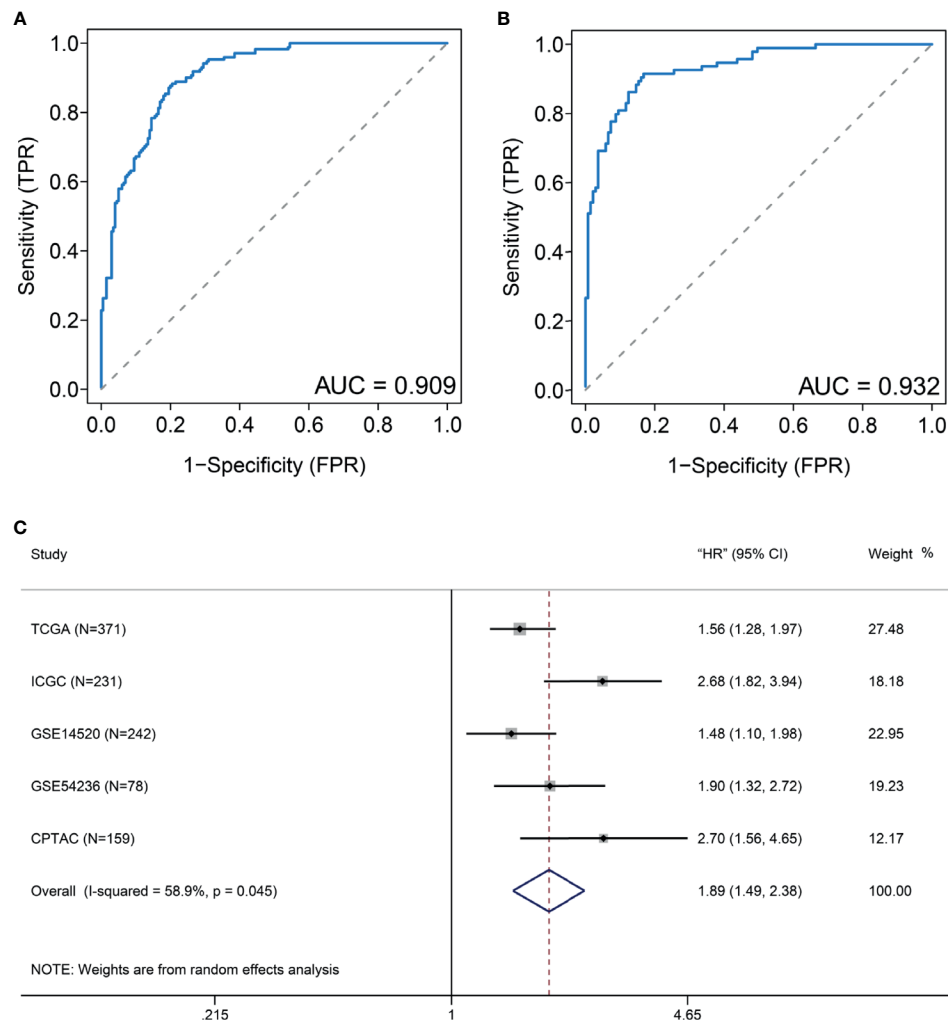 A
1.0
0.8
0.6
0.4
0.2
0.0
Sensitivity (TPR)
AUC = 0.909
0.0 0.2 0.4 0.6 0.8 1.0
1−Specificity (FPR)
B
1.0
0.8
0.6
0.4
0.2
0.0
Sensitivity (TPR)
AUC = 0.932
0.0 0.2 0.4 0.6 0.8 1.0
1−Specificity (FPR)
C
Study “HR” (95% CI) Weight %
TCGA (N=371) 1.56 (1.28, 1.97) 27.48
ICGC (N=231) 2.68 (1.82, 3.94) 18.18
GSE14520 (N=242) 1.48 (1.10, 1.98) 22.95
GSE54236 (N=78) 1.90 (1.32, 2.72) 19.23
CPTAC (N=159) 2.70 (1.56, 4.65) 12.17
Overall (I-squared = 58.9%, p = 0.045) 1.89 (1.49, 2.38) 100.00
NOTE: Weights are from random effects analysis
.215 1 4.65